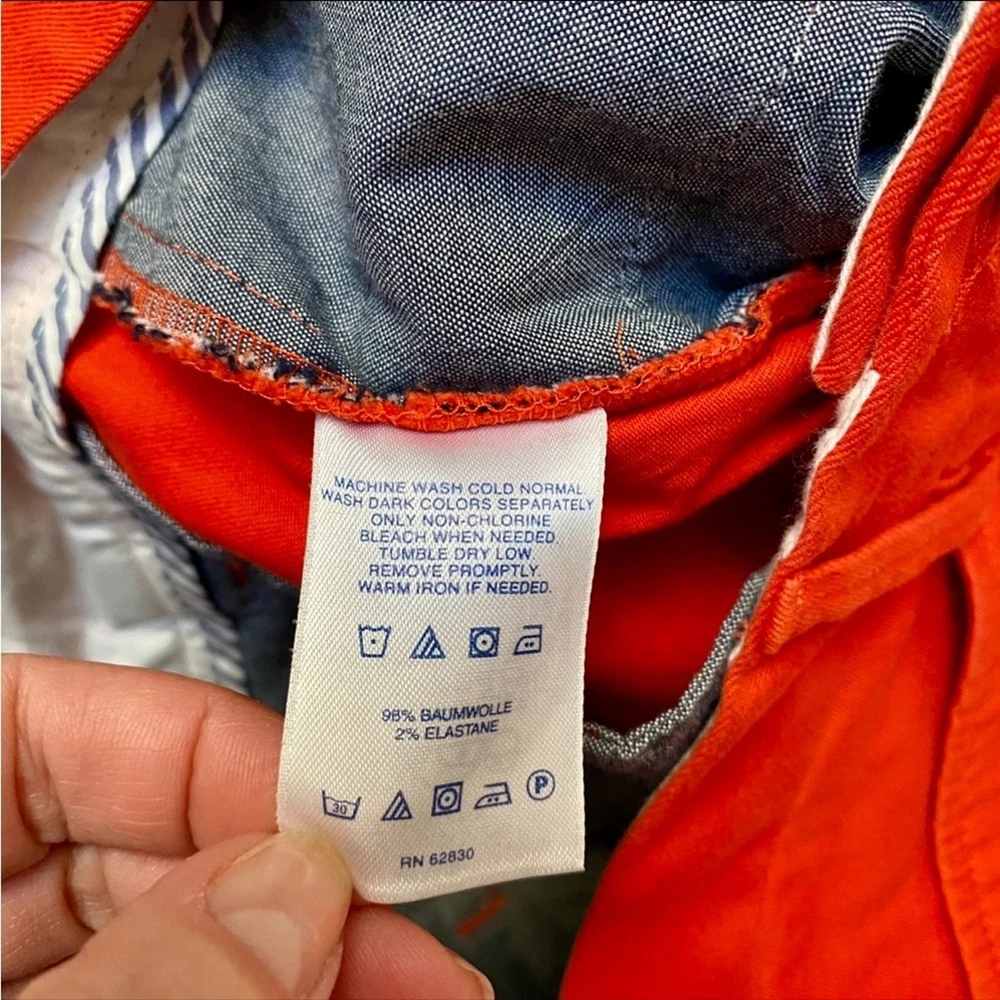 MACHINE WASH COLD NORMAL.
WASH DARK COLORS SEPARATELY
ONLY NON-CHLORINE
BLEACH WHEN NEEDED.
TUMBLE DRY LOW.
REMOVE PROMPTLY.
WARM IRON IF NEEDED.
98% BAUMWOLLE
2% ELASTANE
30 P
RN 62830